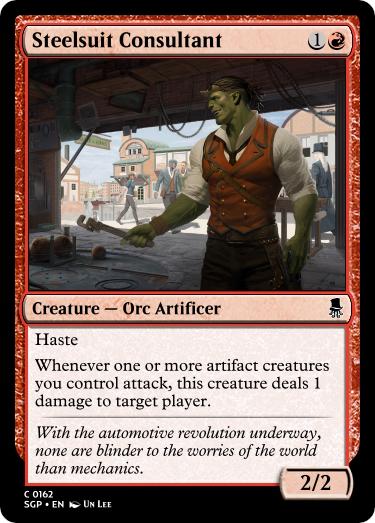 Steelsuit Consultant 1
Creature — Orc Artificer
Haste
Whenever one or more artifact creatures
you control attack, this creature deals 1
damage to target player.
With the automotive revolution underway,
none are blinder to the worries of the world
than mechanics.
2/2
C 0162
SGP • EN Un Lee